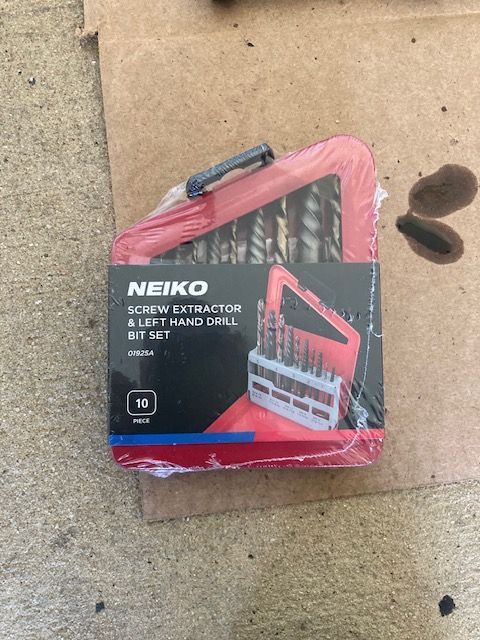 NEIKO
SCREW EXTRACTOR
& LEFT HAND DRILL
BIT SET
01925A
10
PIECE